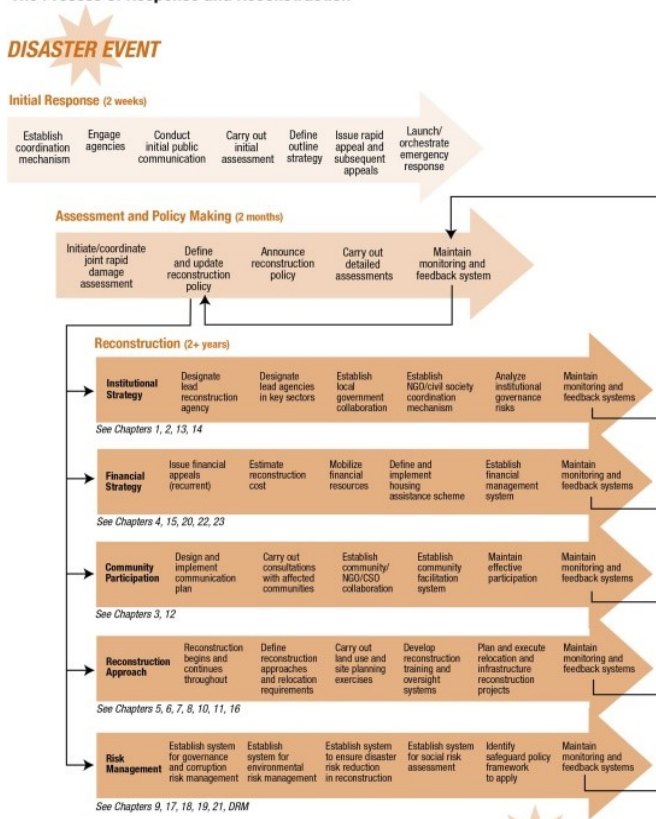 DISASTER EVENT
Initial Response (2 weeks)
Establish
coordination
mechanism
Engage
agencies
Conduct
initial public
communication
Carry out
initial
assessment
Define
outline
strategy
Issue rapid
appeal and
subsequent
appeals
Launch/
orchestrate
emergency
response
Assessment and Policy Making (2 months)
Initiate/coordinate
joint rapid
damage
assessment
Define
and update
reconstruction
policy
Announce
reconstruction
policy
Carry out
detailed
assessments
Maintain
monitoring and
feedback system
Reconstruction (2+ years)
Institutional
Strategy
Designate
lead
reconstruction
agency
Designate
lead agencies
in key sectors
Establish
local
government
collaboration
Establish
NGO/civil society
coordination
mechanism
Analyze
institutional
governance
risks
Maintain
monitoring and
feedback systems
See Chapters 1, 2, 13, 14
Financial
Strategy
Issue financial
appeals
(recurrent)
Estimate
reconstruction
cost
Mobilize
financial
resources
Define and
implement
housing
assistance scheme
Establish
financial
management
system
Maintain
monitoring and
feedback systems
See Chapters 4, 15, 20, 22, 23
Community
Participation
Design and
implement
communication
plan
Carry out
consultations
with affected
communities
Establish
community/
NGO/CSO
collaboration
Establish
community
facilitation
system
Maintain
effective
participation
Maintain
monitoring and
feedback systems
See Chapters 3, 12
Reconstruction
Approach
Reconstruction
begins and
continues
throughout
Define
reconstruction
approaches
and relocation
requirements
Carry out
land use and
site planning
exercises
Develop
reconstruction
training and
oversight
systems
Plan and execute
relocation and
infrastructure
reconstruction
projects
Maintain
monitoring and
feedback systems
See Chapters 5, 6, 7, 8, 10, 11, 16
Risk
Management
Establish system
for governance
and corruption
risk management
Establish
system for
environmental
risk management
Establish system
to ensure disaster
risk reduction
in reconstruction
Establish system
for social risk
assessment
Identify
safeguard policy
framework
to apply
Maintain
monitoring and
feedback systems
See Chapters 9, 17, 18, 19, 21, DRM